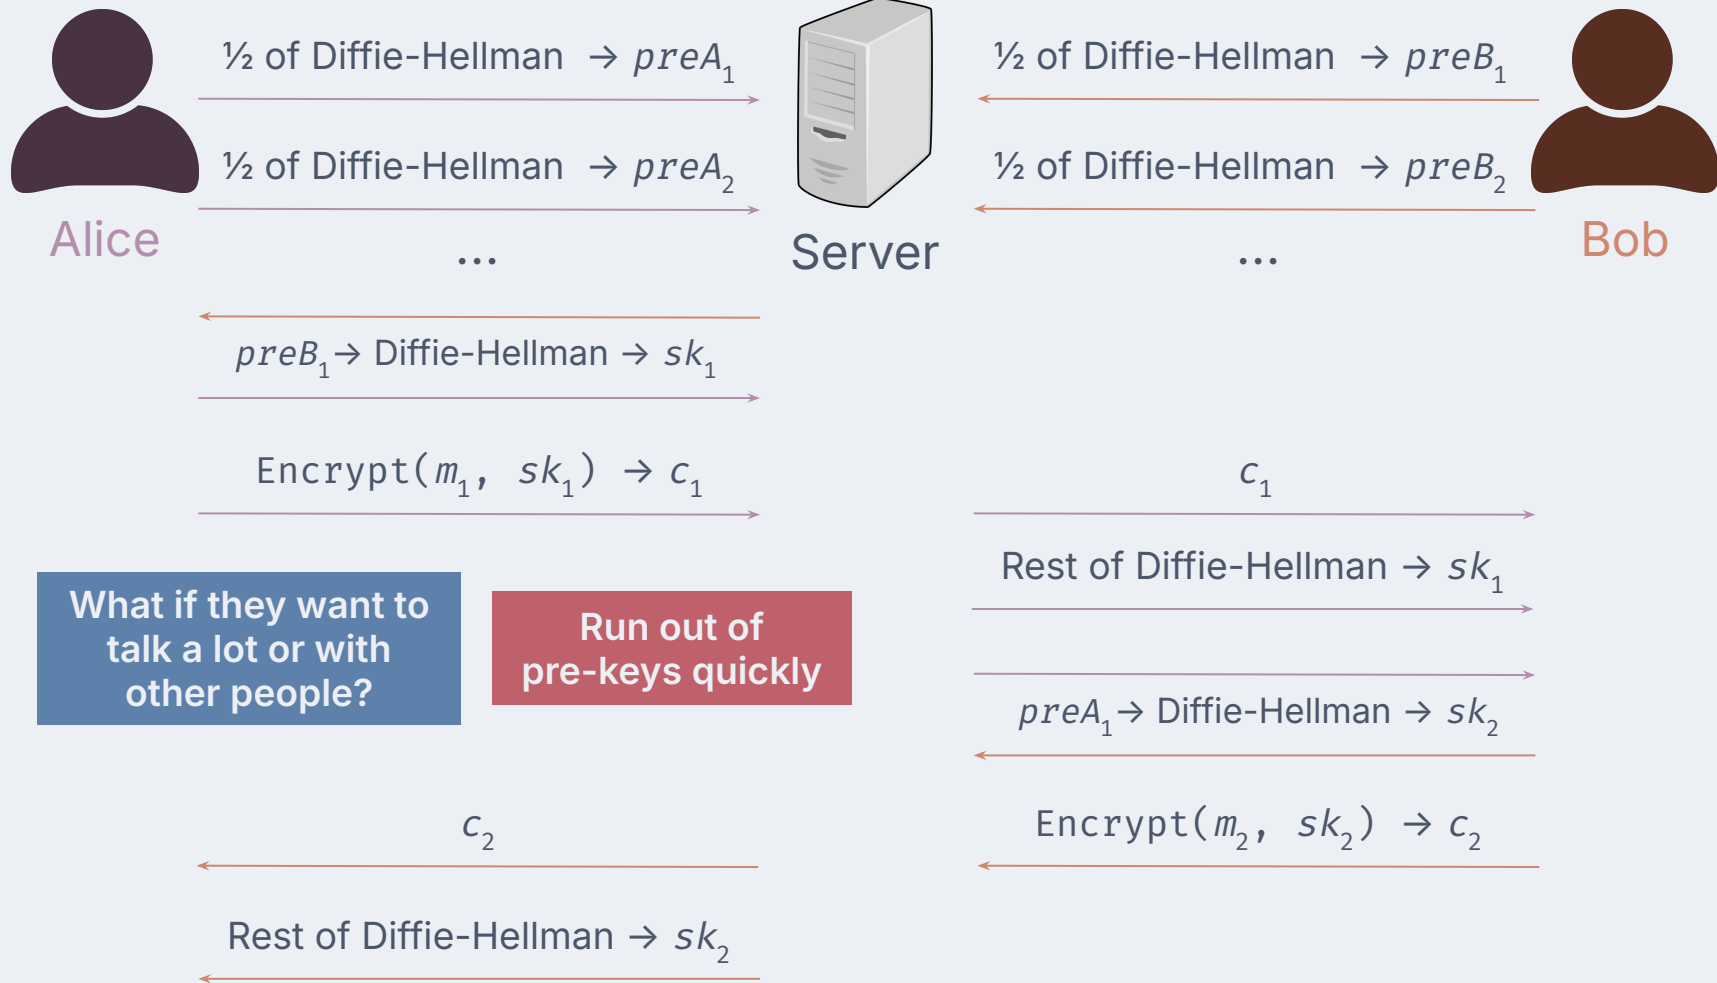 ½ of Diffie-Hellman → preA₁
½ of Diffie-Hellman → preB₁
½ of Diffie-Hellman → preA₂
½ of Diffie-Hellman → preB₂
Alice
Server
Bob
...
...
preB₁→ Diffie-Hellman → sk₁
Encrypt(m₁, sk₁) → c₁
c₁
Rest of Diffie-Hellman → sk₁
What if they want to
talk a lot or with
other people?
Run out of
pre-keys quickly
preA₁→ Diffie-Hellman → sk₂
Encrypt(m₂, sk₂) → c₂
c₂
Rest of Diffie-Hellman → sk₂